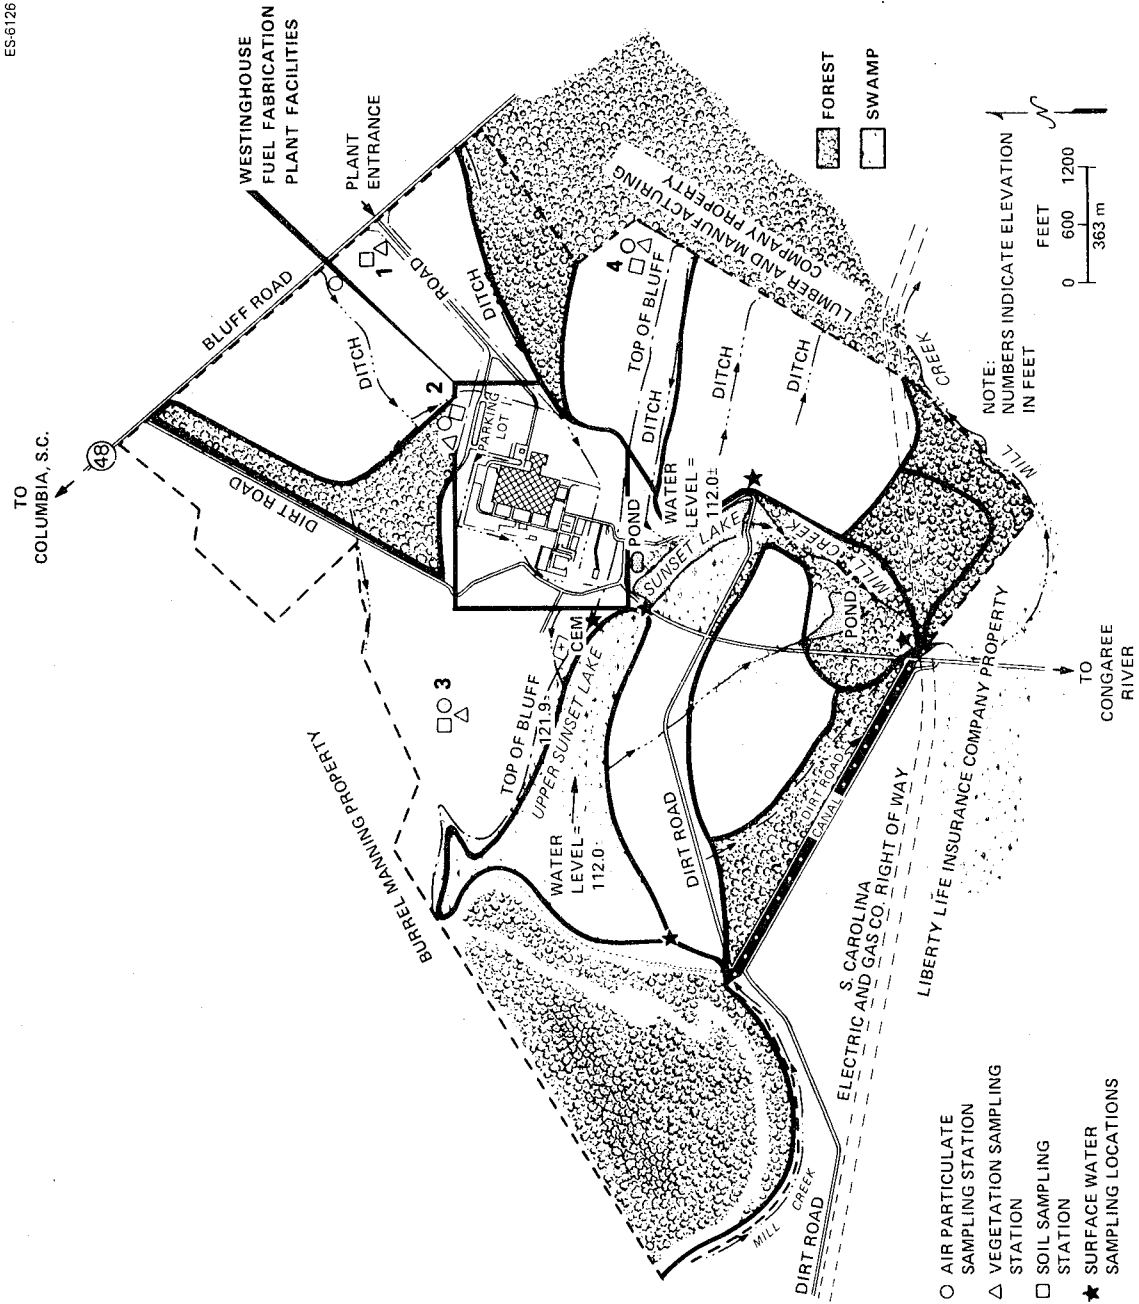 ES-6126
TO
COLUMBIA, S.C.
48
WESTINGHOUSE
FUEL FABRICATION
PLANT FACILITIES
PLANT
ENTRANCE
BLUFF ROAD
ROAD
DITCH
DITCH
DIRT ROAD
1
2
3
4
PARKING
LOT
FOREST
SWAMP
LUMBER AND MANUFACTURING
COMPANY PROPERTY
TOP OF BLUFF
DITCH
DITCH
DITCH
WATER
LEVEL =
112.0±
POND
SUNSET LAKE
CEM
+
TOP OF BLUFF
121.9
UPPER SUNSET LAKE
WATER
LEVEL =
112.0
BURREL MANNING PROPERTY
DIRT ROAD
MILL CREEK
POND
MILL CREEK
DIRT ROADS
CANAL
S. CAROLINA
ELECTRIC AND GAS CO. RIGHT OF WAY
LIBERTY LIFE INSURANCE COMPANY PROPERTY
TO
CONGAREE
RIVER
MILL CREEK
DIRT ROAD
NOTE:
NUMBERS INDICATE ELEVATION
IN FEET
N
FEET
0 600 1200
363 m
AIR PARTICULATE
SAMPLING STATION
VEGETATION SAMPLING
STATION
SOIL SAMPLING
STATION
SURFACE WATER
SAMPLING LOCATIONS